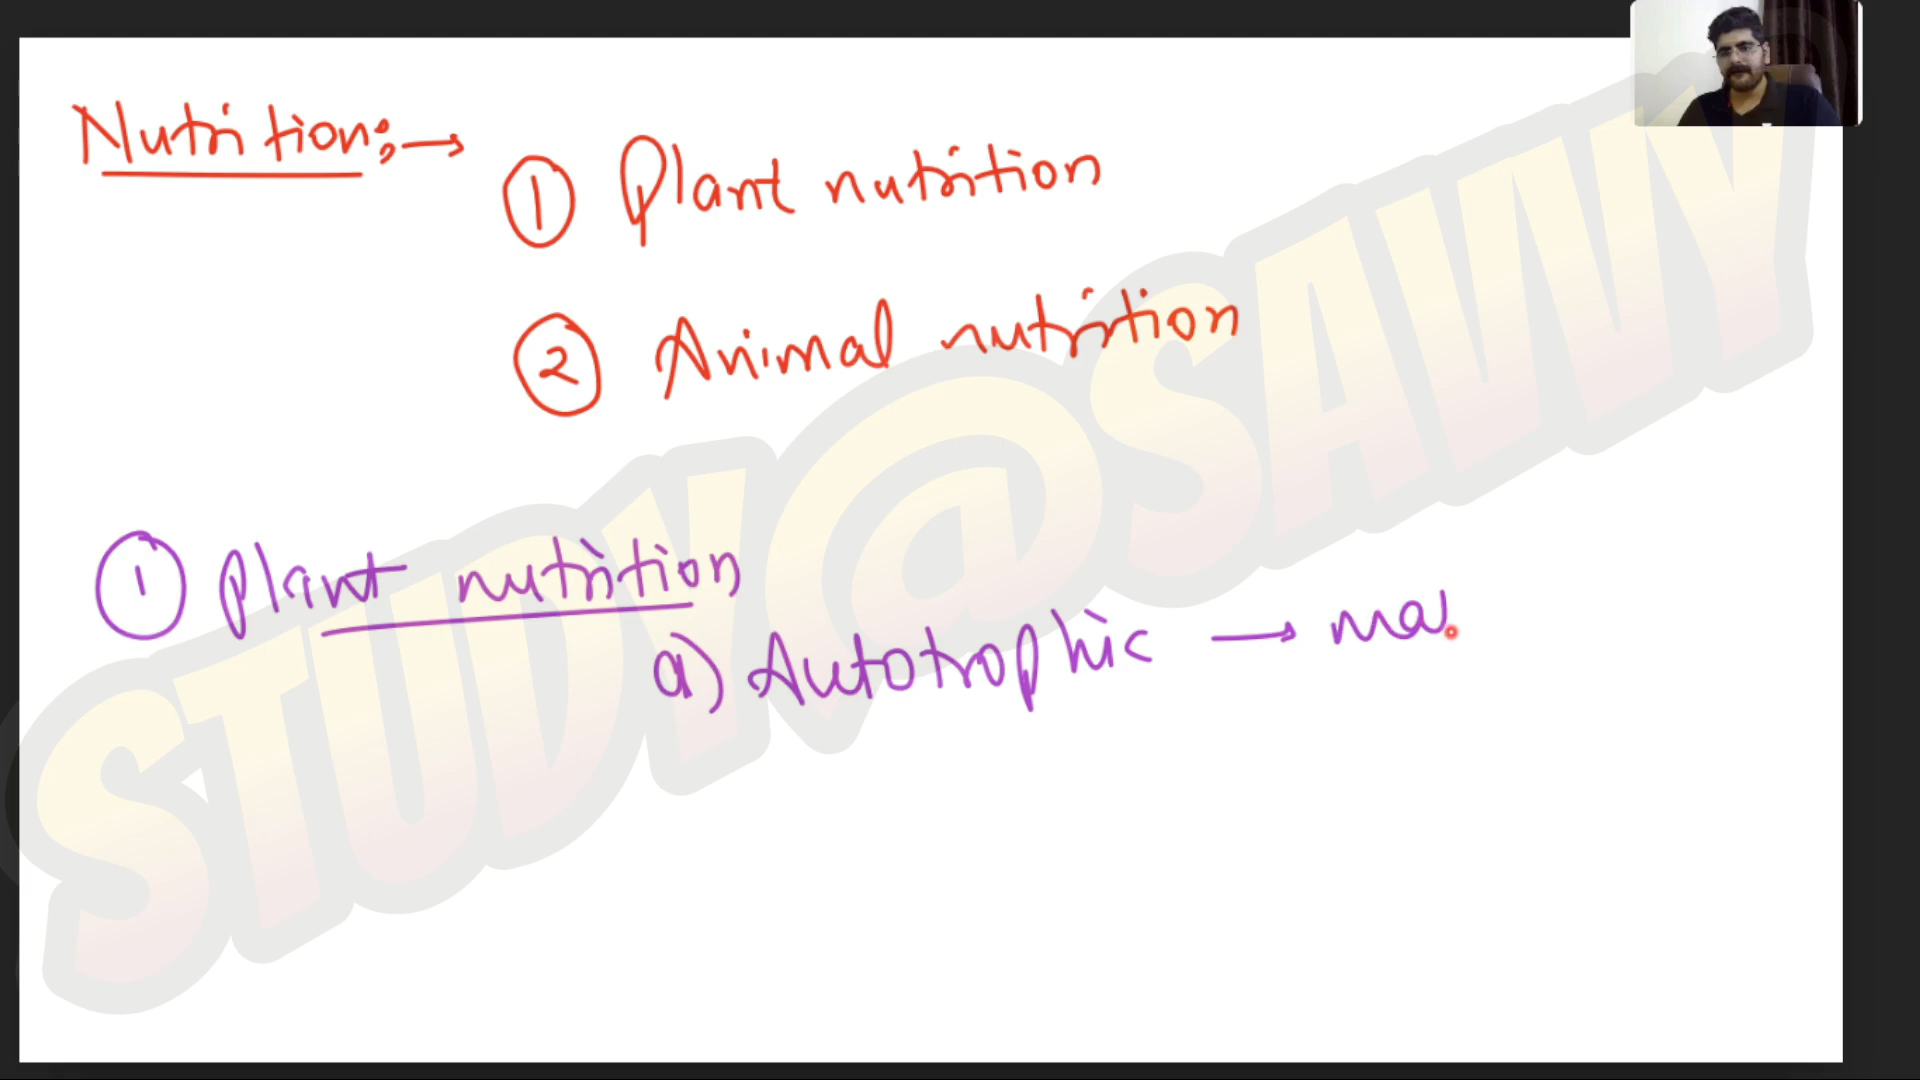 Nutrition:→
① Plant nutrition
② Animal nutrition
① Plant nutrition
a) Autotrophic → ma
STUDY@SAVVY